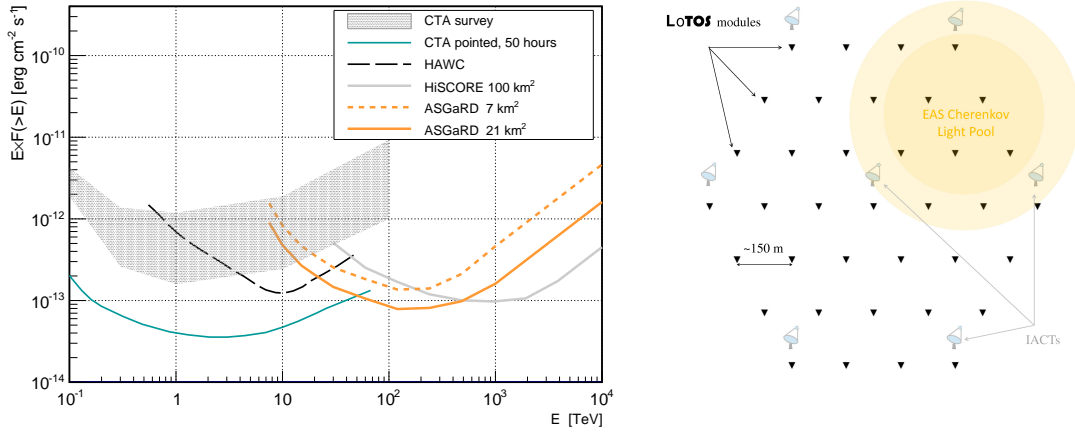 E×F(>E) [erg cm⁻² s⁻¹]
10⁻¹⁰
10⁻¹¹
10⁻¹²
10⁻¹³
10⁻¹⁴
CTA survey
CTA pointed, 50 hours
HAWC
HiSCORE 100 km²
ASGaRD 7 km²
ASGaRD 21 km²
10⁻¹ 1 10 10² 10³ 10⁴
E [TeV]
LoTOS modules
EAS Cherenkov
Light Pool
~150 m
IACTs